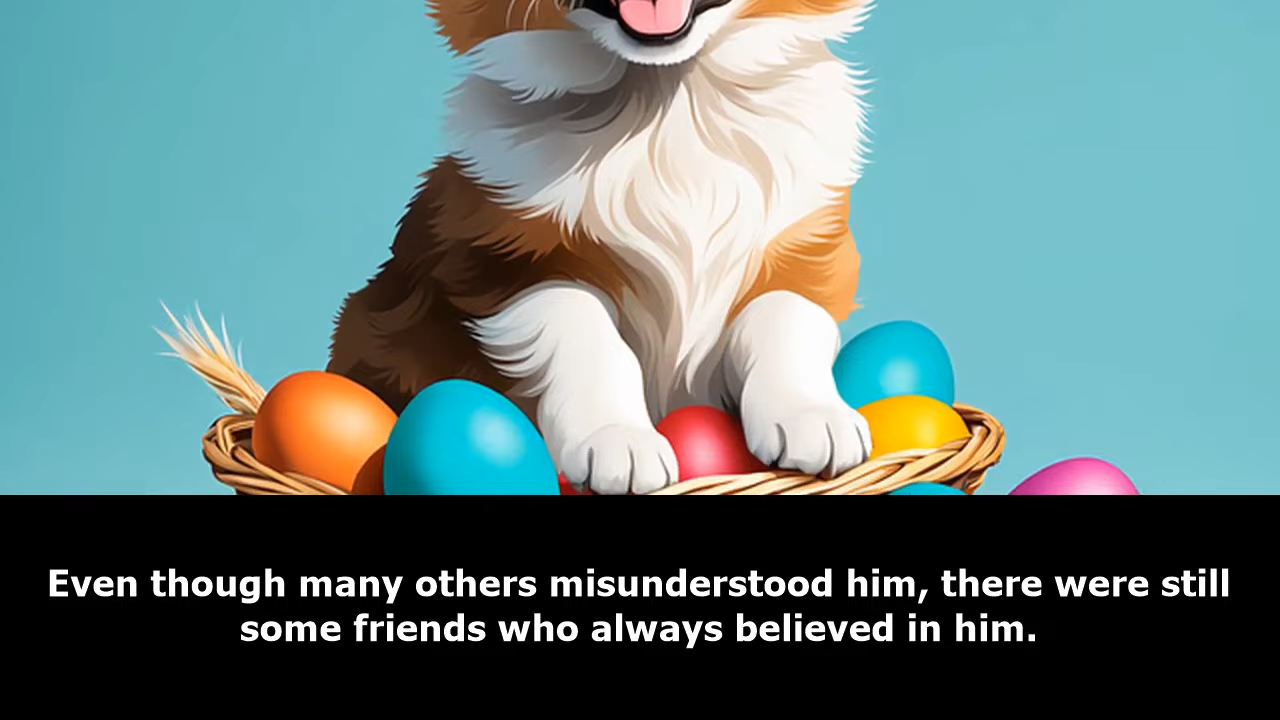 Even though many others misunderstood him, there were still
some friends who always believed in him.